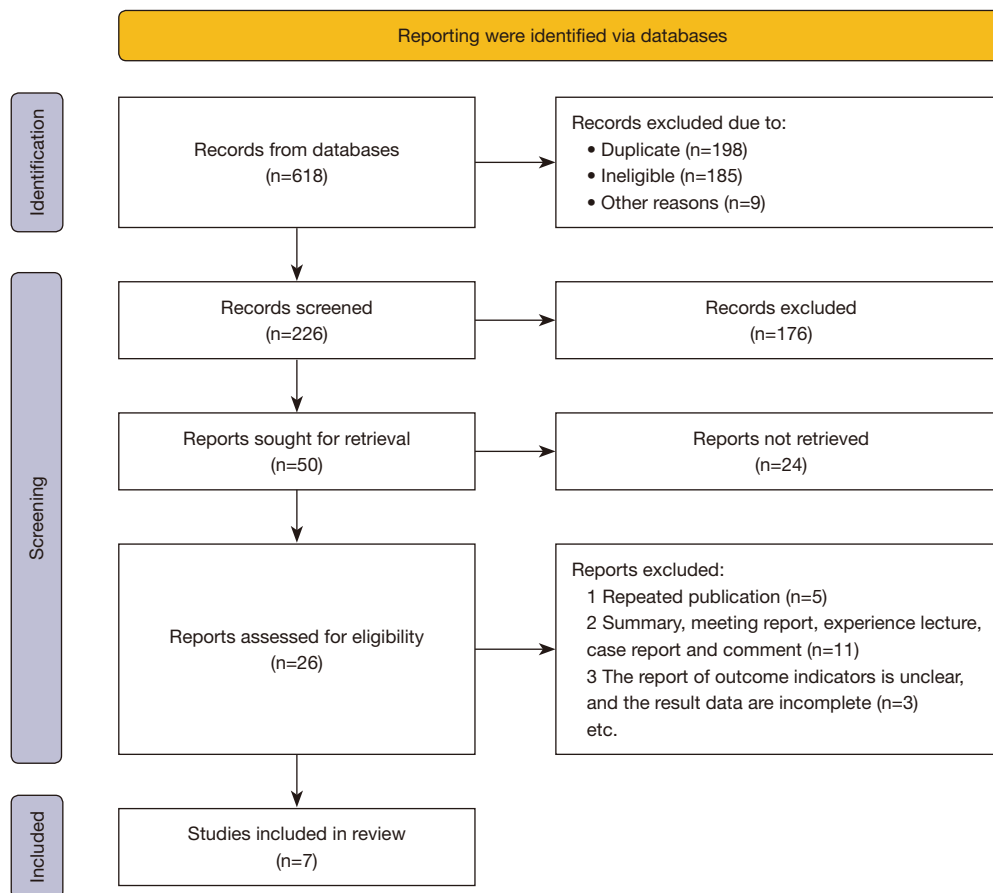 Reporting were identified via databases
Identification
Records from databases
(n=618)
Records excluded due to:
• Duplicate (n=198)
• Ineligible (n=185)
• Other reasons (n=9)
Screening
Records screened
(n=226)
Records excluded
(n=176)
Reports sought for retrieval
(n=50)
Reports not retrieved
(n=24)
Reports assessed for eligibility
(n=26)
Reports excluded:
1 Repeated publication (n=5)
2 Summary, meeting report, experience lecture,
case report and comment (n=11)
3 The report of outcome indicators is unclear,
and the result data are incomplete (n=3)
etc.
Included
Studies included in review
(n=7)